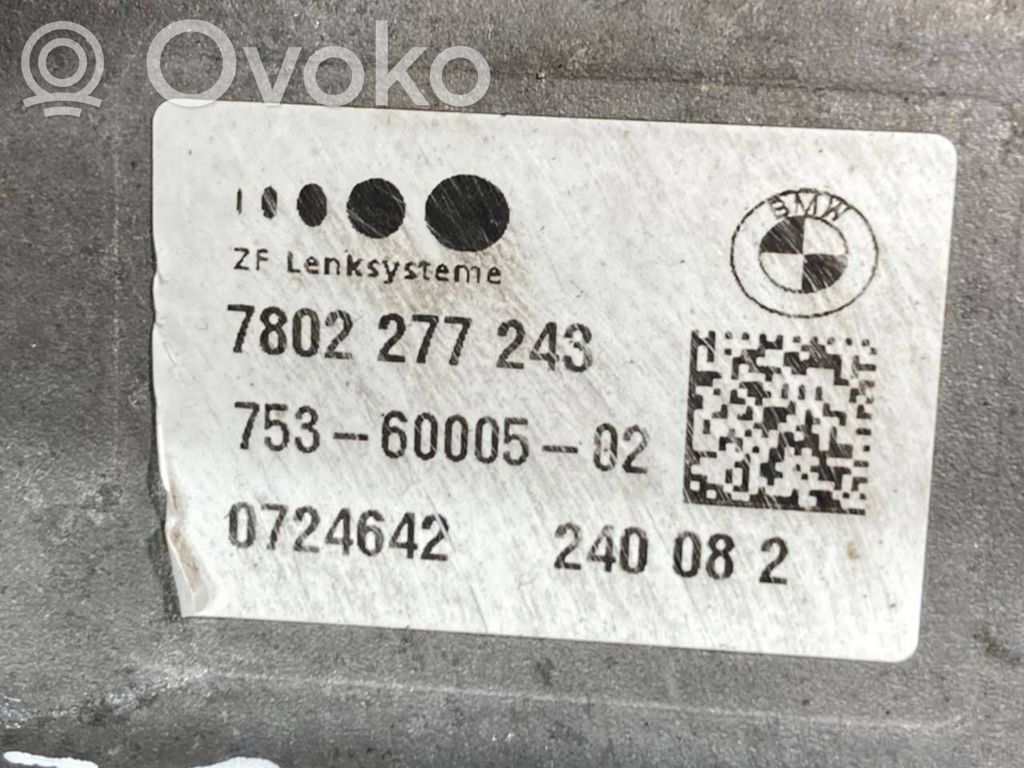 Ovoko
BMW
ZF Lenksysteme
7802 277 243
753-60005-02
0724642 240 08 2